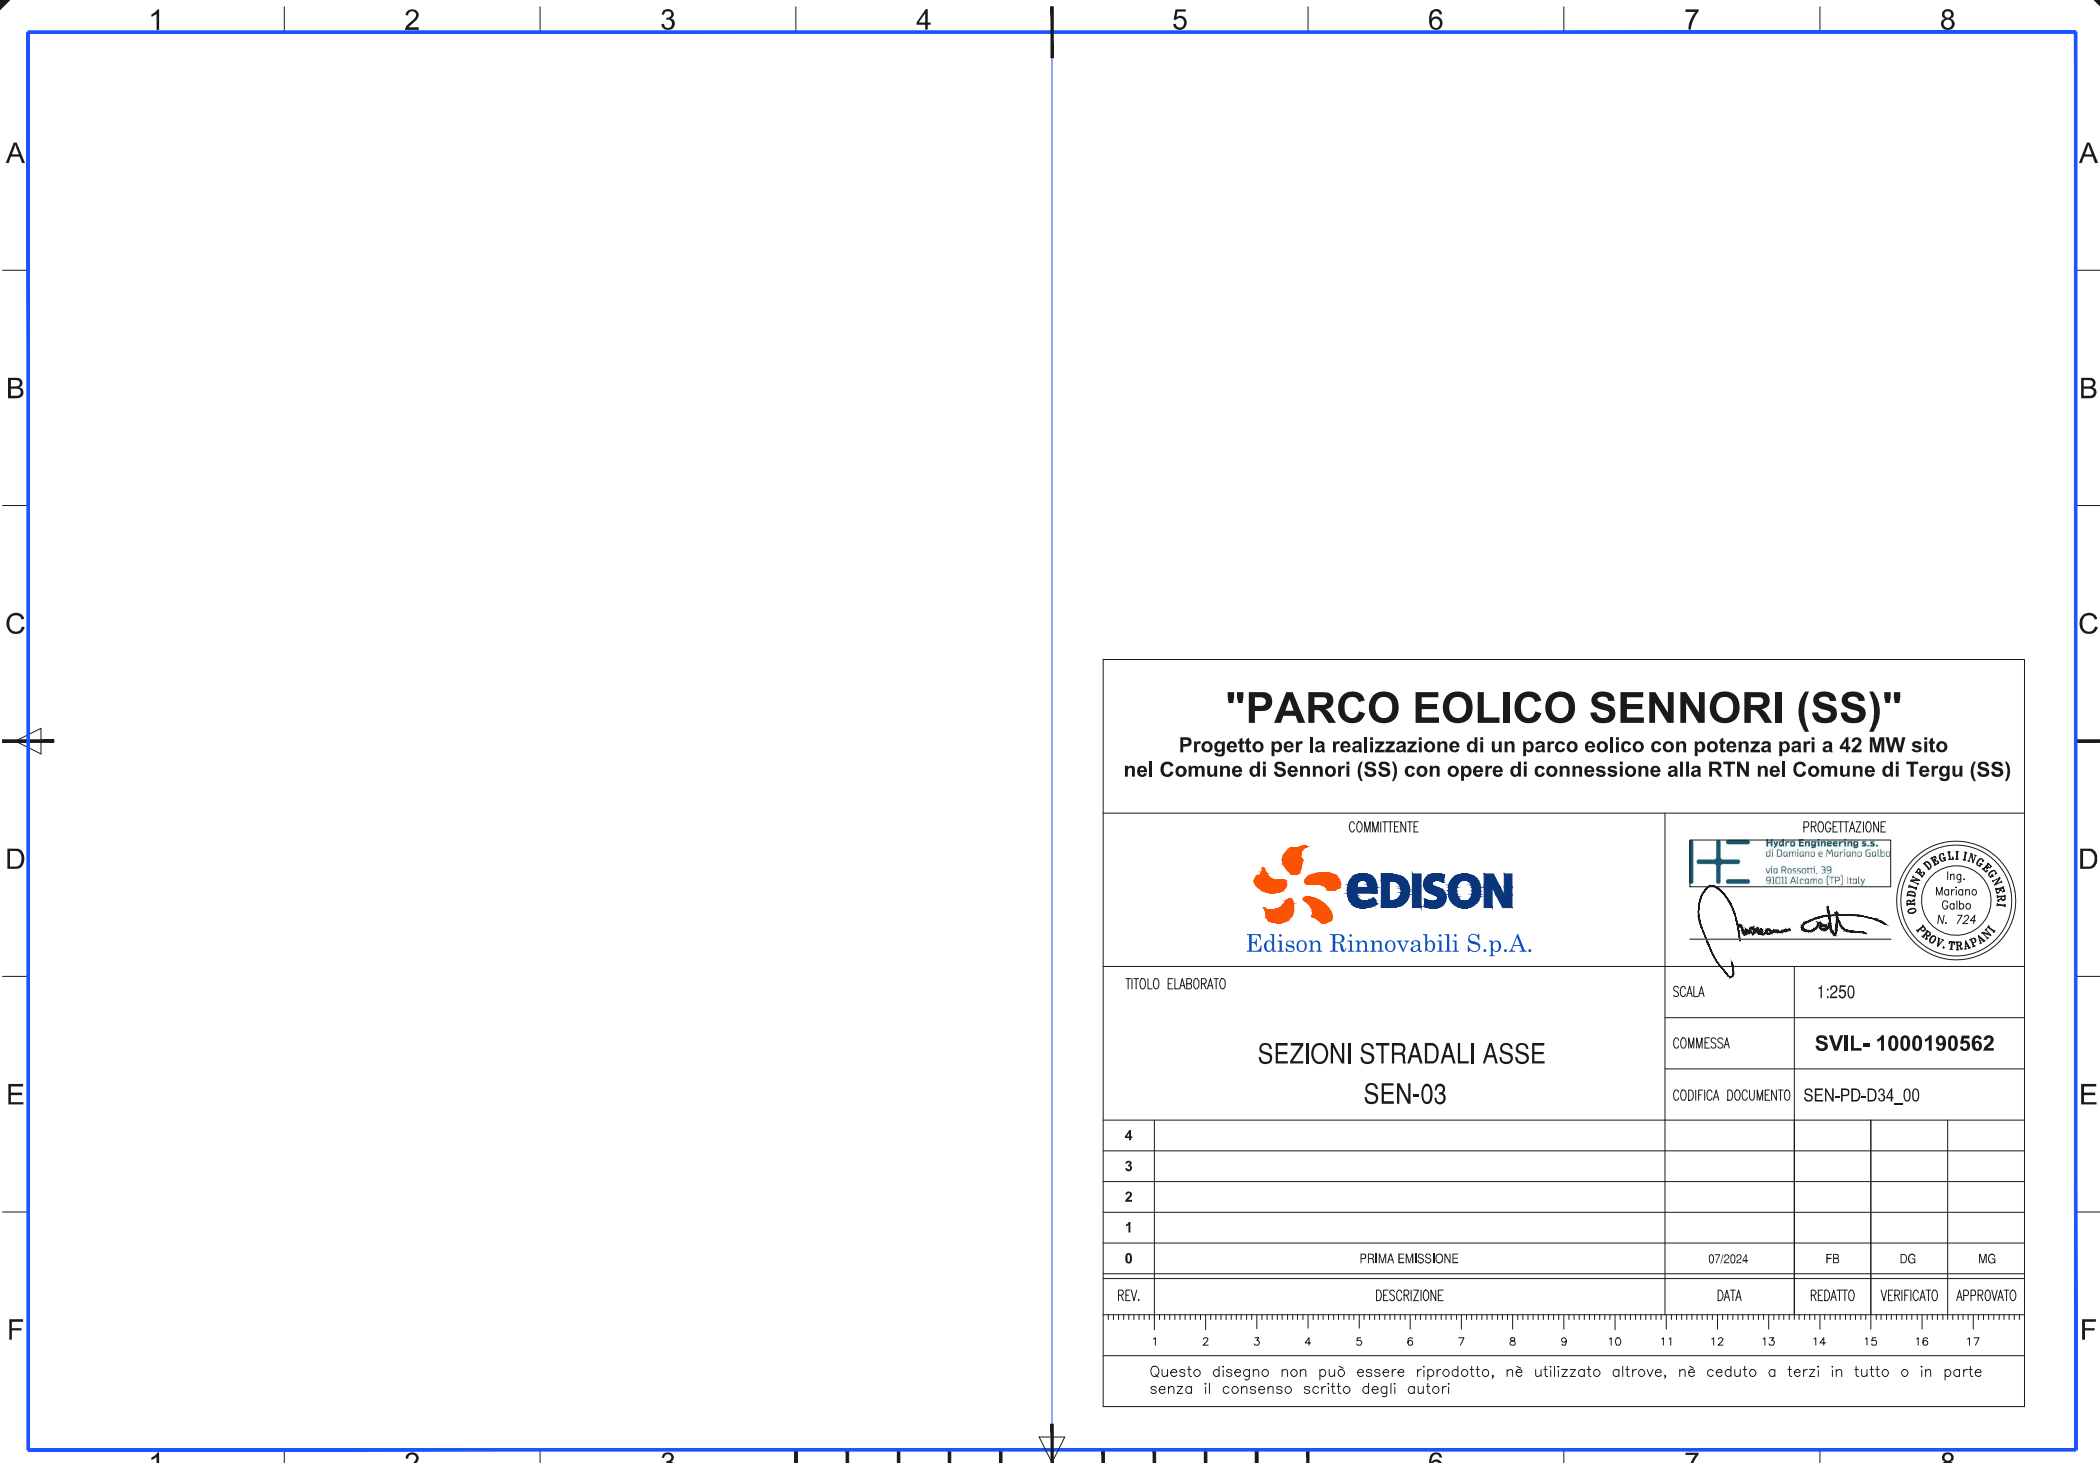 1 2 3 4 5 6 7 8
A A
B B
C C
"PARCO EOLICO SENNORI (SS)"
Progetto per la realizzazione di un parco eolico con potenza pari a 42 MW sito
nel Comune di Sennori (SS) con opere di connessione alla RTN nel Comune di Tergu (SS)
COMMITTENTE
eDISON
Edison Rinnovabili S.p.A.
PROGETTAZIONE
Hydro Engineering s.s.
di Damiano e Mariano Galbo
via Rossotti, 39
91011 Alcamo (TP) Italy
ORDINE DEGLI INGEGNERI
Ing.
Mariano
Galbo
N. 724
PROV. TRAPANI
D D
TITOLO ELABORATO
SEZIONI STRADALI ASSE
SEN-03
SCALA 1:250
COMMESSA SVIL- 1000190562
CODIFICA DOCUMENTO SEN-PD-D34_00
E E
4
3
2
1
0 PRIMA EMISSIONE 07/2024 FB DG MG
REV. DESCRIZIONE DATA REDATTO VERIFICATO APPROVATO
F F
1 2 3 4 5 6 7 8 9 10 11 12 13 14 15 16 17
Questo disegno non può essere riprodotto, nè utilizzato altrove, nè ceduto a terzi in tutto o in parte
senza il consenso scritto degli autori
1 2 3 6 7 8